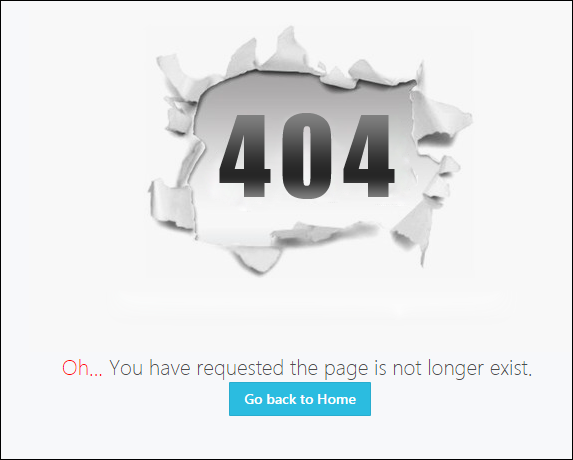 404
Oh... You have requested the page is not longer exist.
Go back to Home